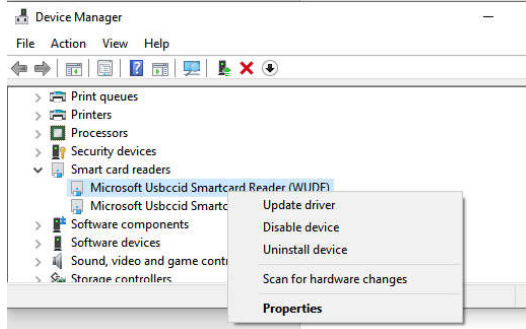 Device Manager
File Action View Help
Print queues
Printers
Processors
Security devices
Smart card readers
Microsoft Usbccid Smartcard Reader (WUDF)
Microsoft Usbccid
Software components
Software devices
Sound, video and game
Storage controllers
Update driver
Disable device
Uninstall device
Scan for hardware changes
Properties